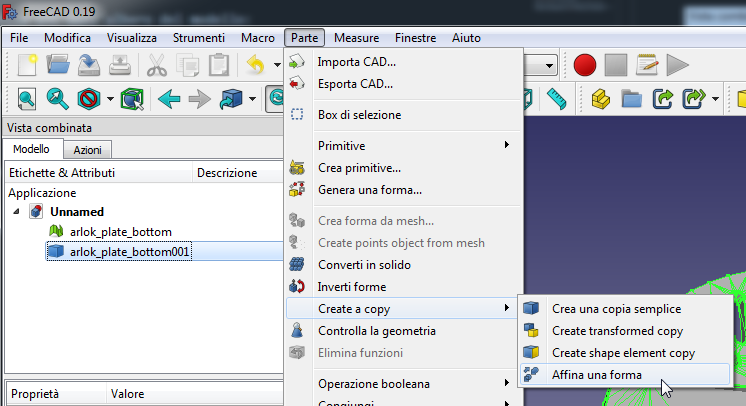 FreeCAD 0.19
File Modifica Visualizza Strumenti Macro Parte Measure Finestre Aiuto
Importa CAD...
Esporta CAD...
Box di selezione
Vista combinata
Modello Azioni
Primitive
Etichette & Attributi Descrizione
Crea primitive...
Applicazione
Genera una forma...
Unnamed
Crea forma da mesh...
arlok_plate_bottom
Create points object from mesh
arlok_plate_bottom001
Converti in solido
Inverti forme
Create a copy
Crea una copia semplice
Controlla la geometria
Create transformed copy
Elimina funzioni
Create shape element copy
Affina una forma
Operazione booleana
Proprietà Valore
Congiungi